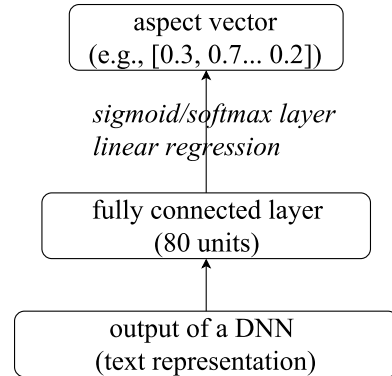 aspect vector
(e.g., [0.3, 0.7... 0.2])
sigmoid/softmax layer
linear regression
fully connected layer
(80 units)
output of a DNN
(text representation)